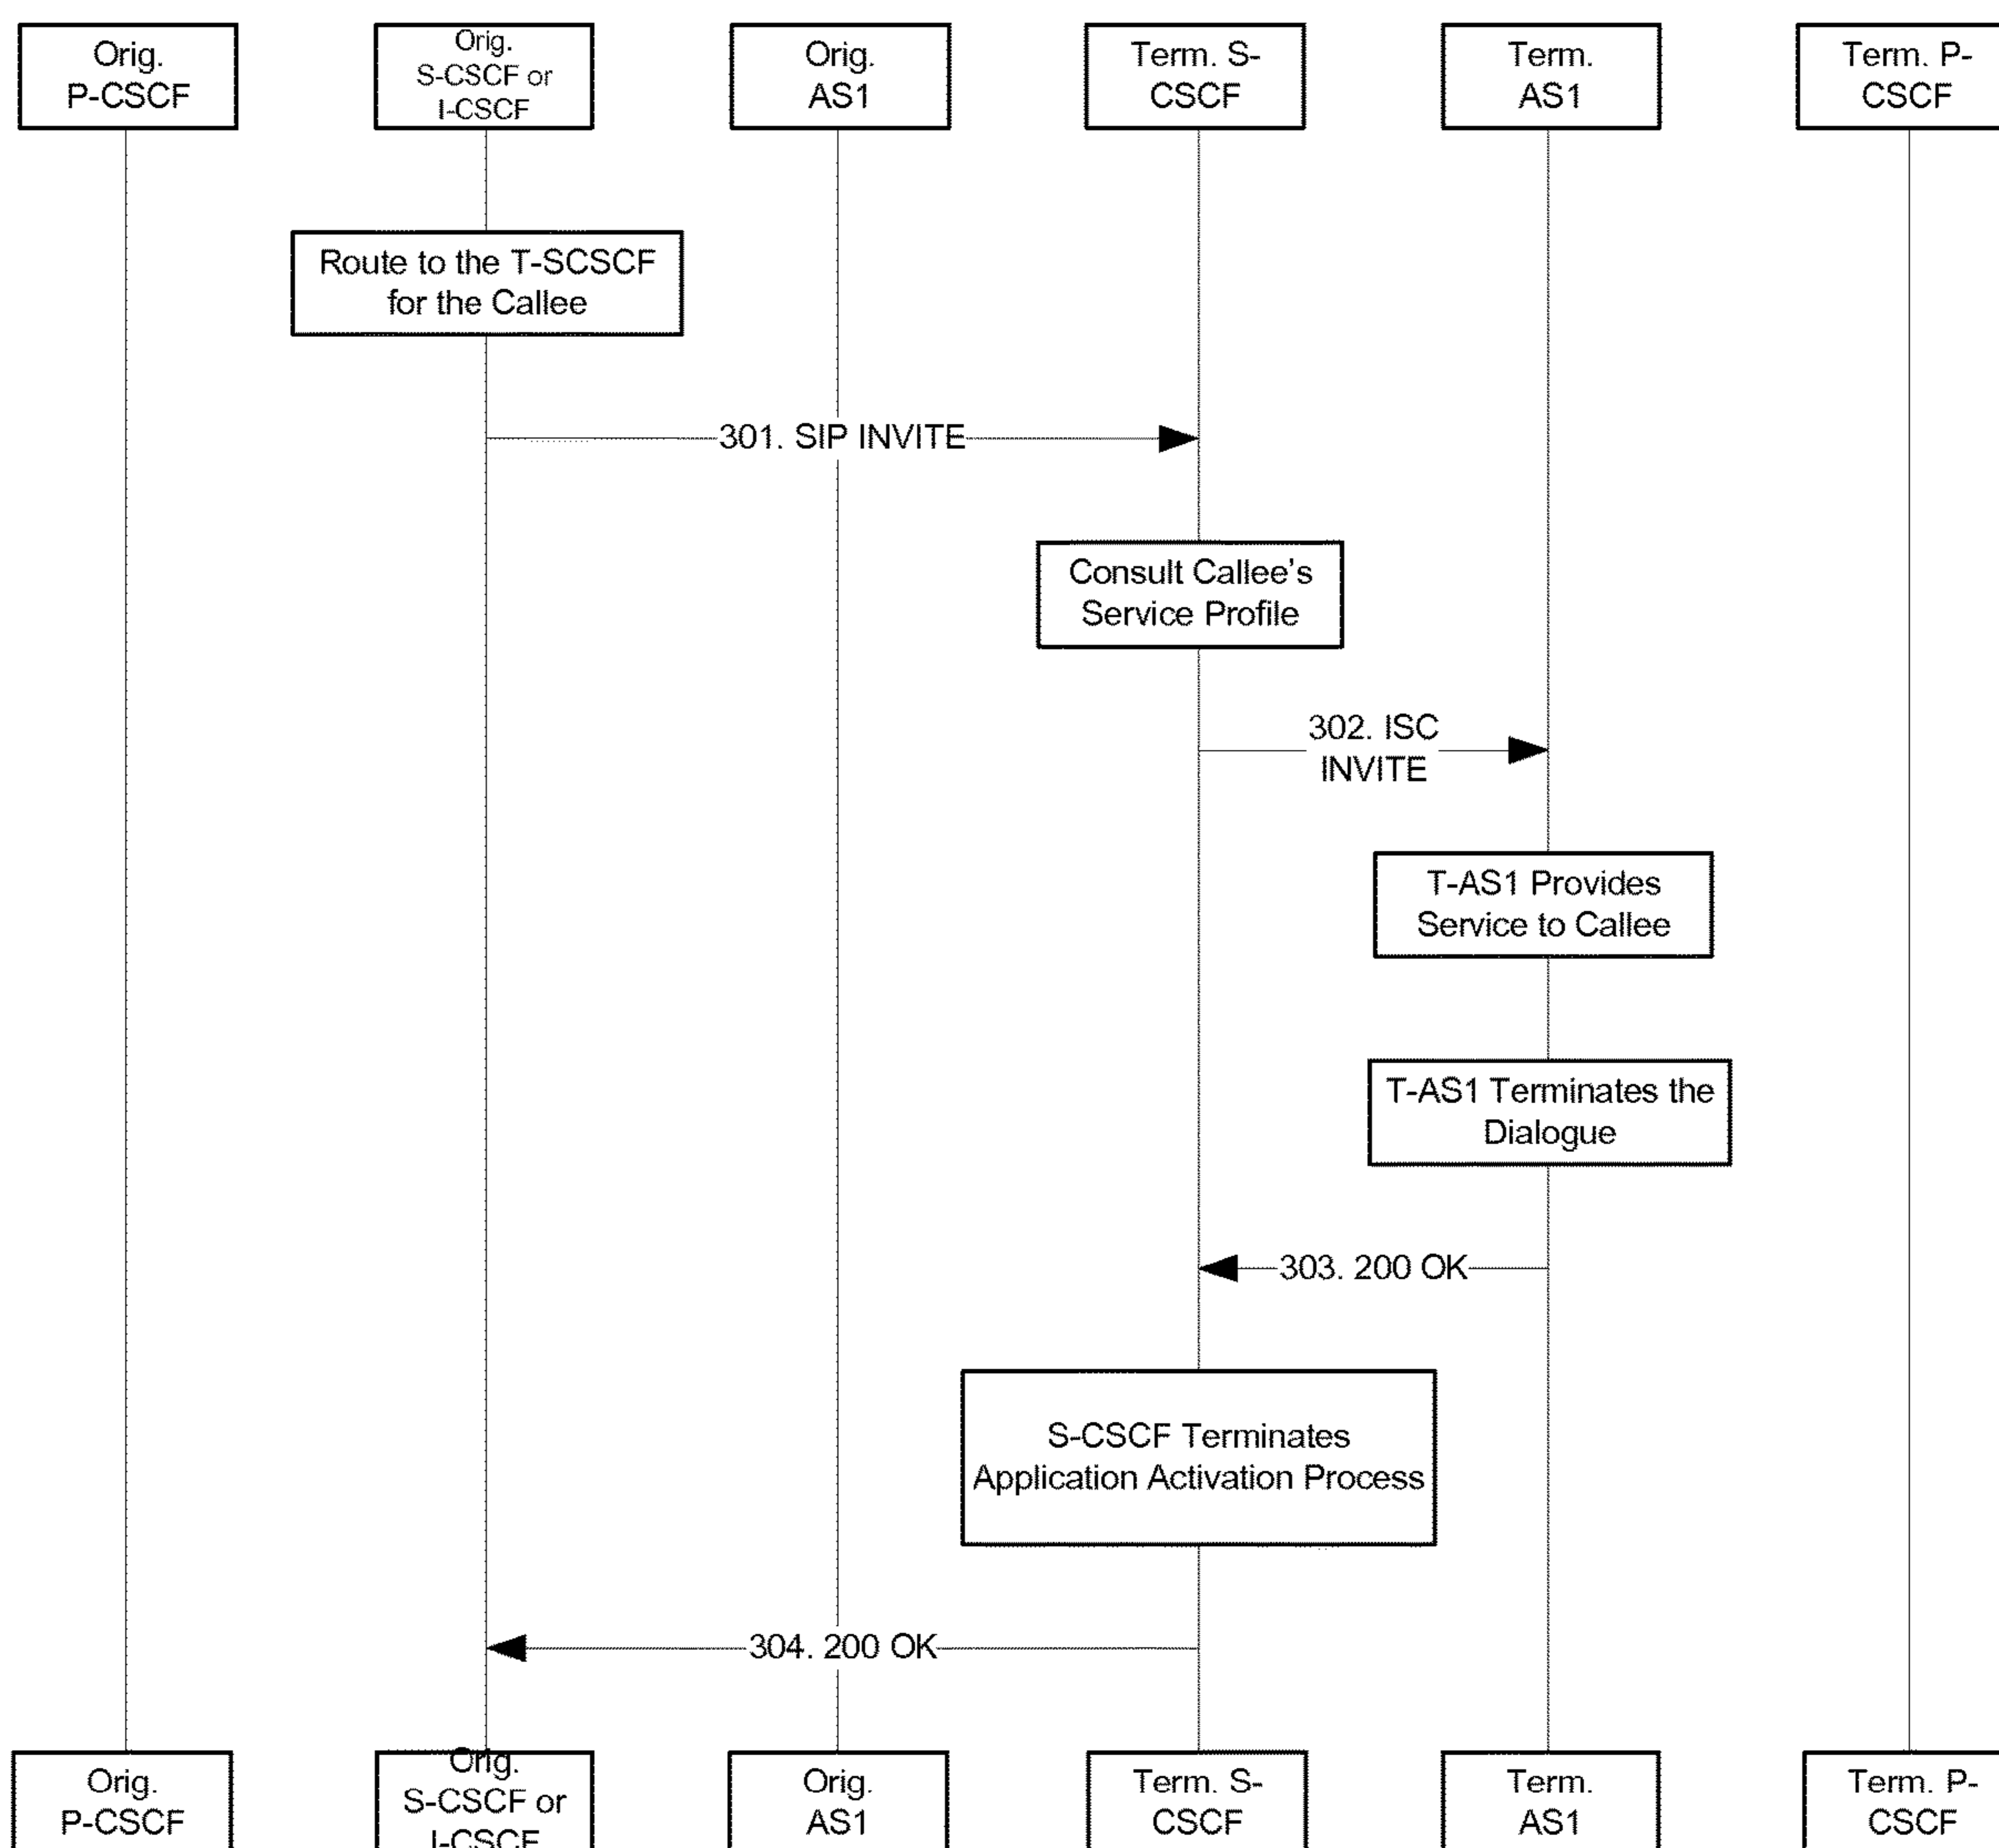 Orig.
P-CSCF
Orig.
S-CSCF or
I-CSCF
Orig.
AS1
Term. S-
CSCF
Term.
AS1
Term. P-
CSCF
Route to the T-SCSCF
for the Callee
301. SIP INVITE
Consult Callee's
Service Profile
302. ISC
INVITE
T-AS1 Provides
Service to Callee
T-AS1 Terminates the
Dialogue
303. 200 OK
S-CSCF Terminates
Application Activation Process
304. 200 OK
Orig.
P-CSCF
Orig.
S-CSCF or
I-CSCF
Orig.
AS1
Term. S-
CSCF
Term.
AS1
Term. P-
CSCF